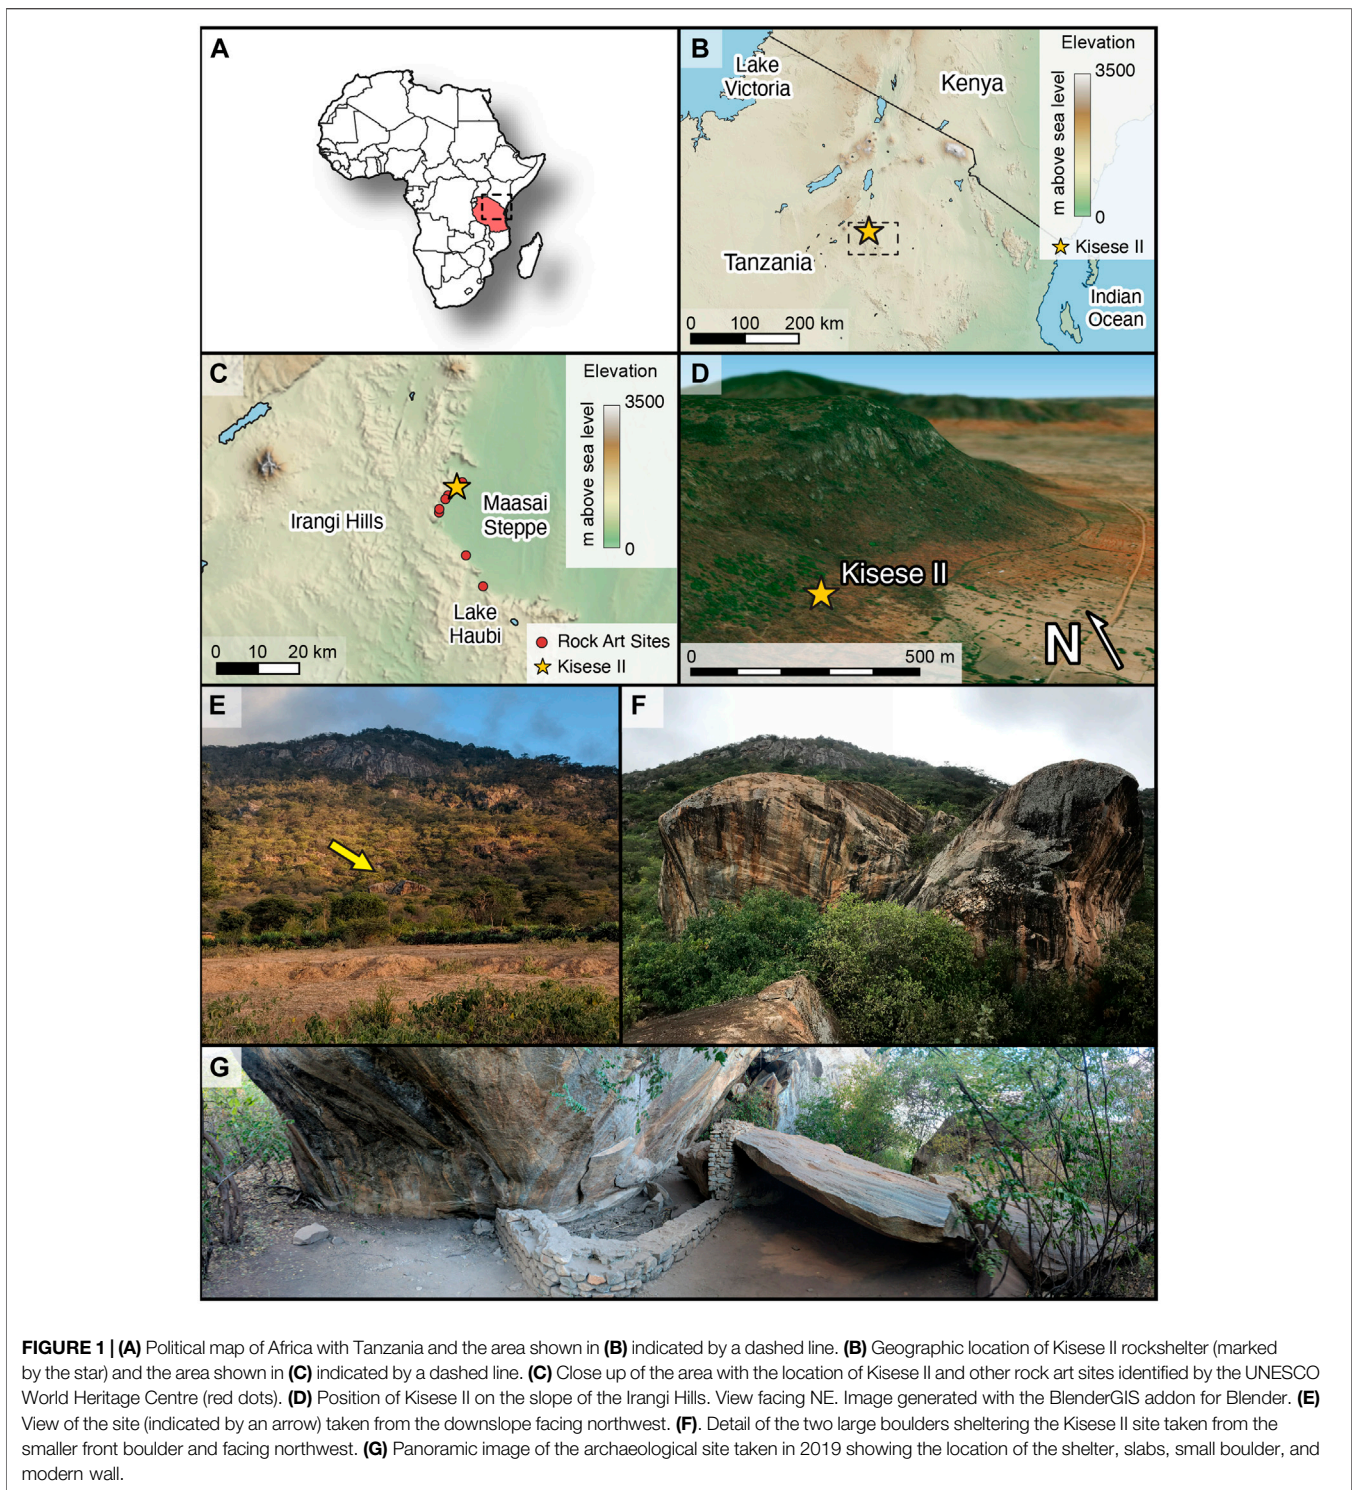 A
B
Lake
Victoria
Kenya
Tanzania
Indian
Ocean
Elevation
3500
m above sea level
0
Kisese II
0 100 200 km
C
Irangi Hills
Maasai
Steppe
Lake
Haubi
Elevation
3500
m above sea level
0
0 10 20 km
Rock Art Sites
Kisese II
D
Kisese II
0 500 m
N
E
F
G
FIGURE 1 | (A) Political map of Africa with Tanzania and the area shown in (B) indicated by a dashed line. (B) Geographic location of Kisese II rockshelter (marked
by the star) and the area shown in (C) indicated by a dashed line. (C) Close up of the area with the location of Kisese II and other rock art sites identified by the UNESCO
World Heritage Centre (red dots). (D) Position of Kisese II on the slope of the Irangi Hills. View facing NE. Image generated with the BlenderGIS addon for Blender. (E)
View of the site (indicated by an arrow) taken from the downslope facing northwest. (F). Detail of the two large boulders sheltering the Kisese II site taken from the
smaller front boulder and facing northwest. (G) Panoramic image of the archaeological site taken in 2019 showing the location of the shelter, slabs, small boulder, and
modern wall.